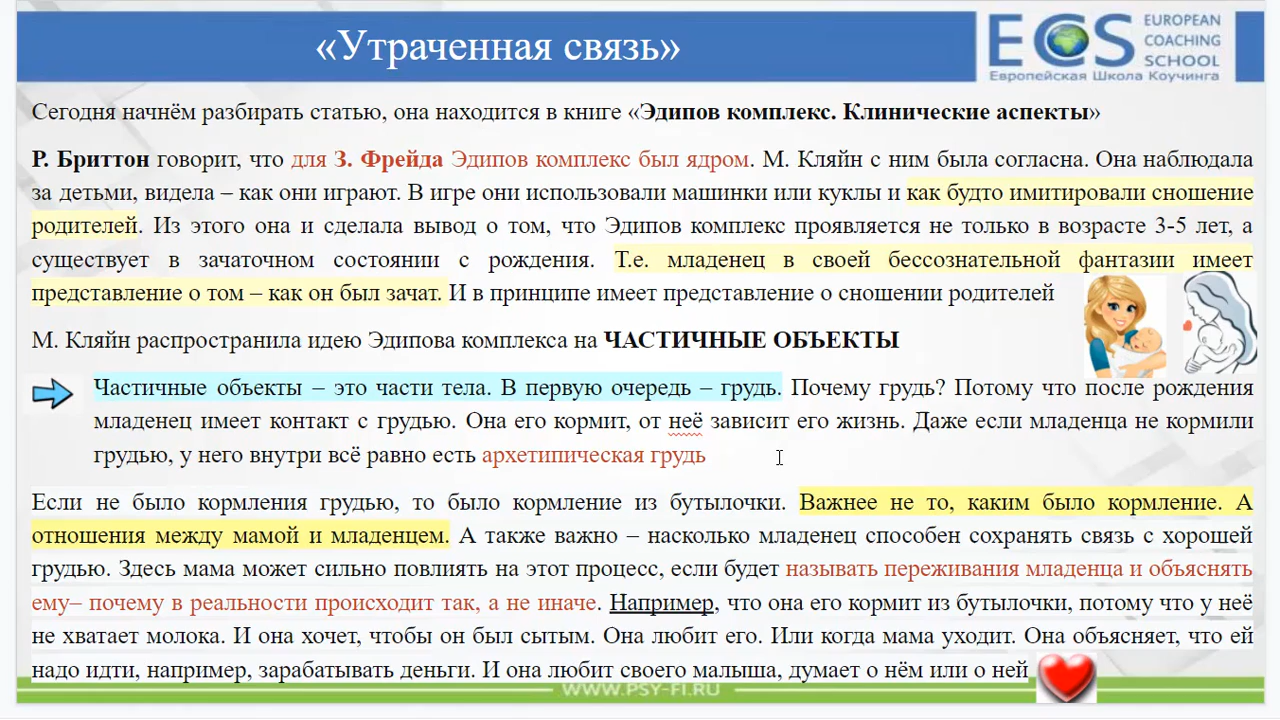 «Утраченная связь»
ECS
EUROPEAN
COACHING
SCHOOL
Европейская Школа Коучинга
Сегодня начнём разбирать статью, она находится в книге «Эдипов комплекс. Клинические аспекты»
Р. Бриттон говорит, что для З. Фрейда Эдипов комплекс был ядром. М. Кляйн с ним была согласна. Она наблюдала
за детьми, видела – как они играют. В игре они использовали машинки или куклы и как будто имитировали сношение
родителей. Из этого она и сделала вывод о том, что Эдипов комплекс проявляется не только в возрасте 3-5 лет, а
существует в зачаточном состоянии с рождения. Т.е. младенец в своей бессознательной фантазии имеет
представление о том – как он был зачат. И в принципе имеет представление о сношении родителей
М. Кляйн распространила идею Эдипова комплекса на ЧАСТИЧНЫЕ ОБЪЕКТЫ
Частичные объекты – это части тела. В первую очередь – грудь. Почему грудь? Потому что после рождения
младенец имеет контакт с грудью. Она его кормит, от неё зависит его жизнь. Даже если младенца не кормили
грудью, у него внутри всё равно есть архетипическая грудь
Если не было кормления грудью, то было кормление из бутылочки. Важнее не то, каким было кормление. А
отношения между мамой и младенцем. А также важно – насколько младенец способен сохранять связь с хорошей
грудью. Здесь мама может сильно повлиять на этот процесс, если будет называть переживания младенца и объяснять
ему– почему в реальности происходит так, а не иначе. Например, что она его кормит из бутылочки, потому что у неё
не хватает молока. И она хочет, чтобы он был сытым. Она любит его. Или когда мама уходит. Она объясняет, что ей
надо идти, например, зарабатывать деньги. И она любит своего малыша, думает о нём или о ней
WWW.PSY-FI.RU